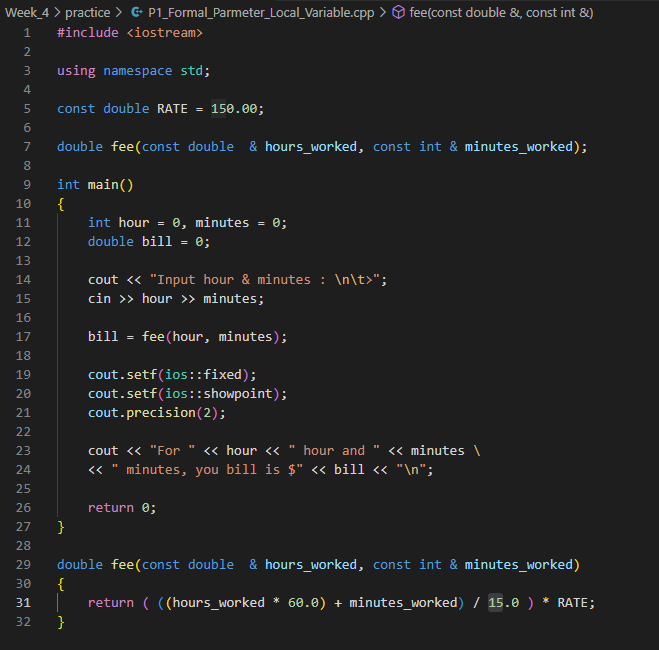 Week_4 > practice > P1_Formal_Parmeter_Local_Variable.cpp > fee(const double &, const int &)
1 #include <iostream>
2
3 using namespace std;
4
5 const double RATE = 150.00;
6
7 double fee(const double  & hours_worked, const int & minutes_worked);
8
9 int main()
10 {
11     int hour = 0, minutes = 0;
12     double bill = 0;
13
14     cout << "Input hour & minutes : \n\t>";
15     cin >> hour >> minutes;
16
17     bill = fee(hour, minutes);
18
19     cout.setf(ios::fixed);
20     cout.setf(ios::showpoint);
21     cout.precision(2);
22
23     cout << "For " << hour << " hour and " << minutes \
24     << " minutes, you bill is $" << bill << "\n";
25
26     return 0;
27 }
28
29 double fee(const double  & hours_worked, const int & minutes_worked)
30 {
31     return ( ((hours_worked * 60.0) + minutes_worked) / 15.0 ) * RATE;
32 }